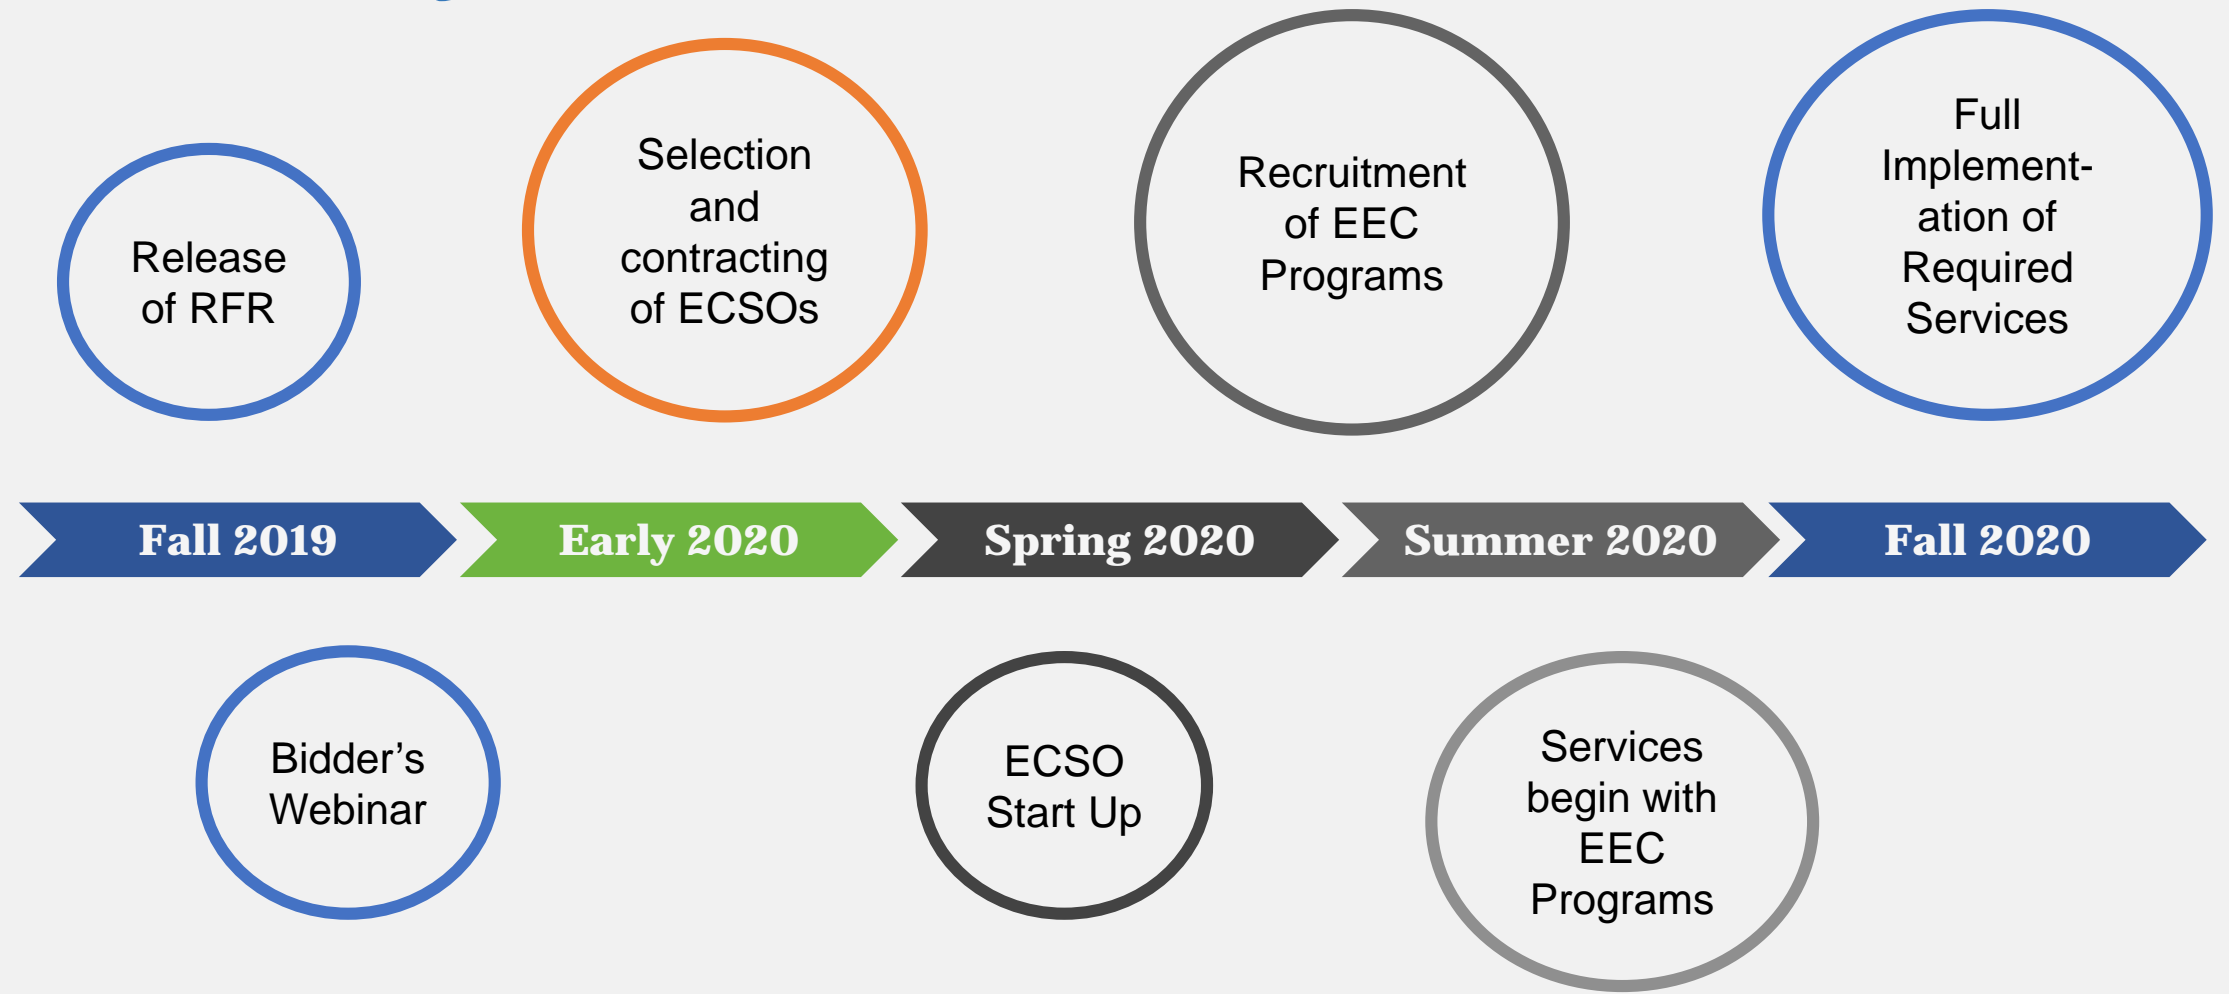 Release
of RFR
Selection
and
contracting
of ECSOs
Recruitment
of EEC
Programs
Full
Implement-
ation of
Required
Services
Fall 2019
Early 2020
Spring 2020
Summer 2020
Fall 2020
Bidder’s
Webinar
ECSO
Start Up
Services
begin with
EEC
Programs